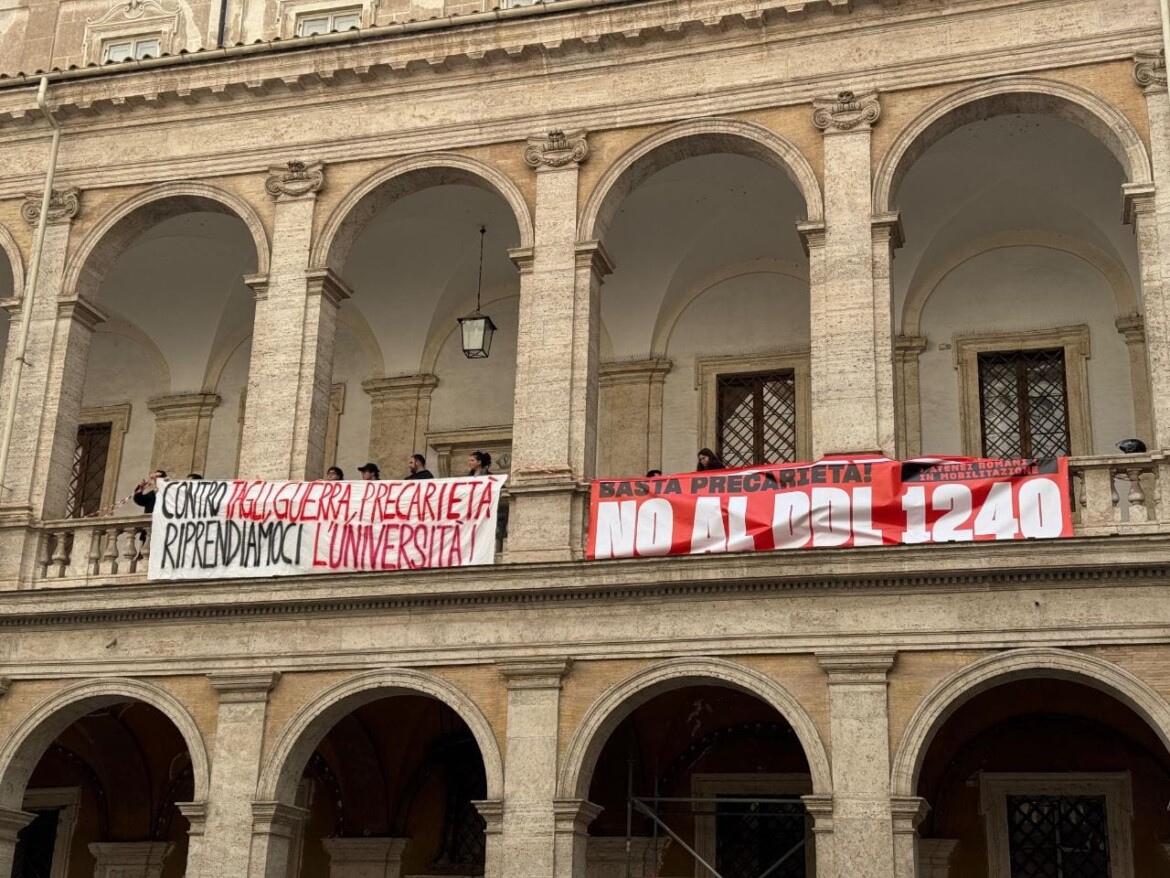 CONTRO TAGLI, GUERRA, PRECARIETÀ
RIPRENDIAMOCI L'UNIVERSITÀ!
BASTA PRECARIETÀ!
ATENEI ROMANI
IN MOBILITAZIONE
NO AL DDL 1240